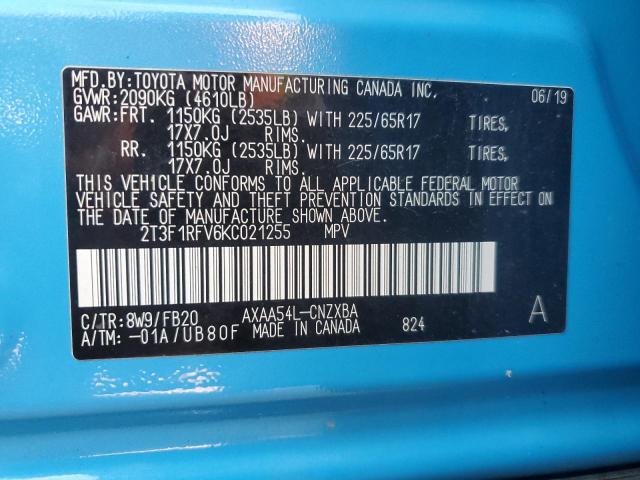 MFD.BY:TOYOTA MOTOR MANUFACTURING CANADA INC.
GVWR:2090KG (4610LB) 06/19
GAWR:FRT. 1150KG (2535LB) WITH 225/65R17 TIRES,
17X7.0J RIMS.
RR. 1150KG (2535LB) WITH 225/65R17 TIRES,
17X7.0J RIMS.
THIS VEHICLE CONFORMS TO ALL APPLICABLE FEDERAL MOTOR
VEHICLE SAFETY AND THEFT PREVENTION STANDARDS IN EFFECT ON
THE DATE OF MANUFACTURE SHOWN ABOVE.
2T3F1RFV6KC021255 MPV
C/TR:8W9/FB20 AXAA54L-CNZXBA A
A/TM:-01A/UB80F MADE IN CANADA 824